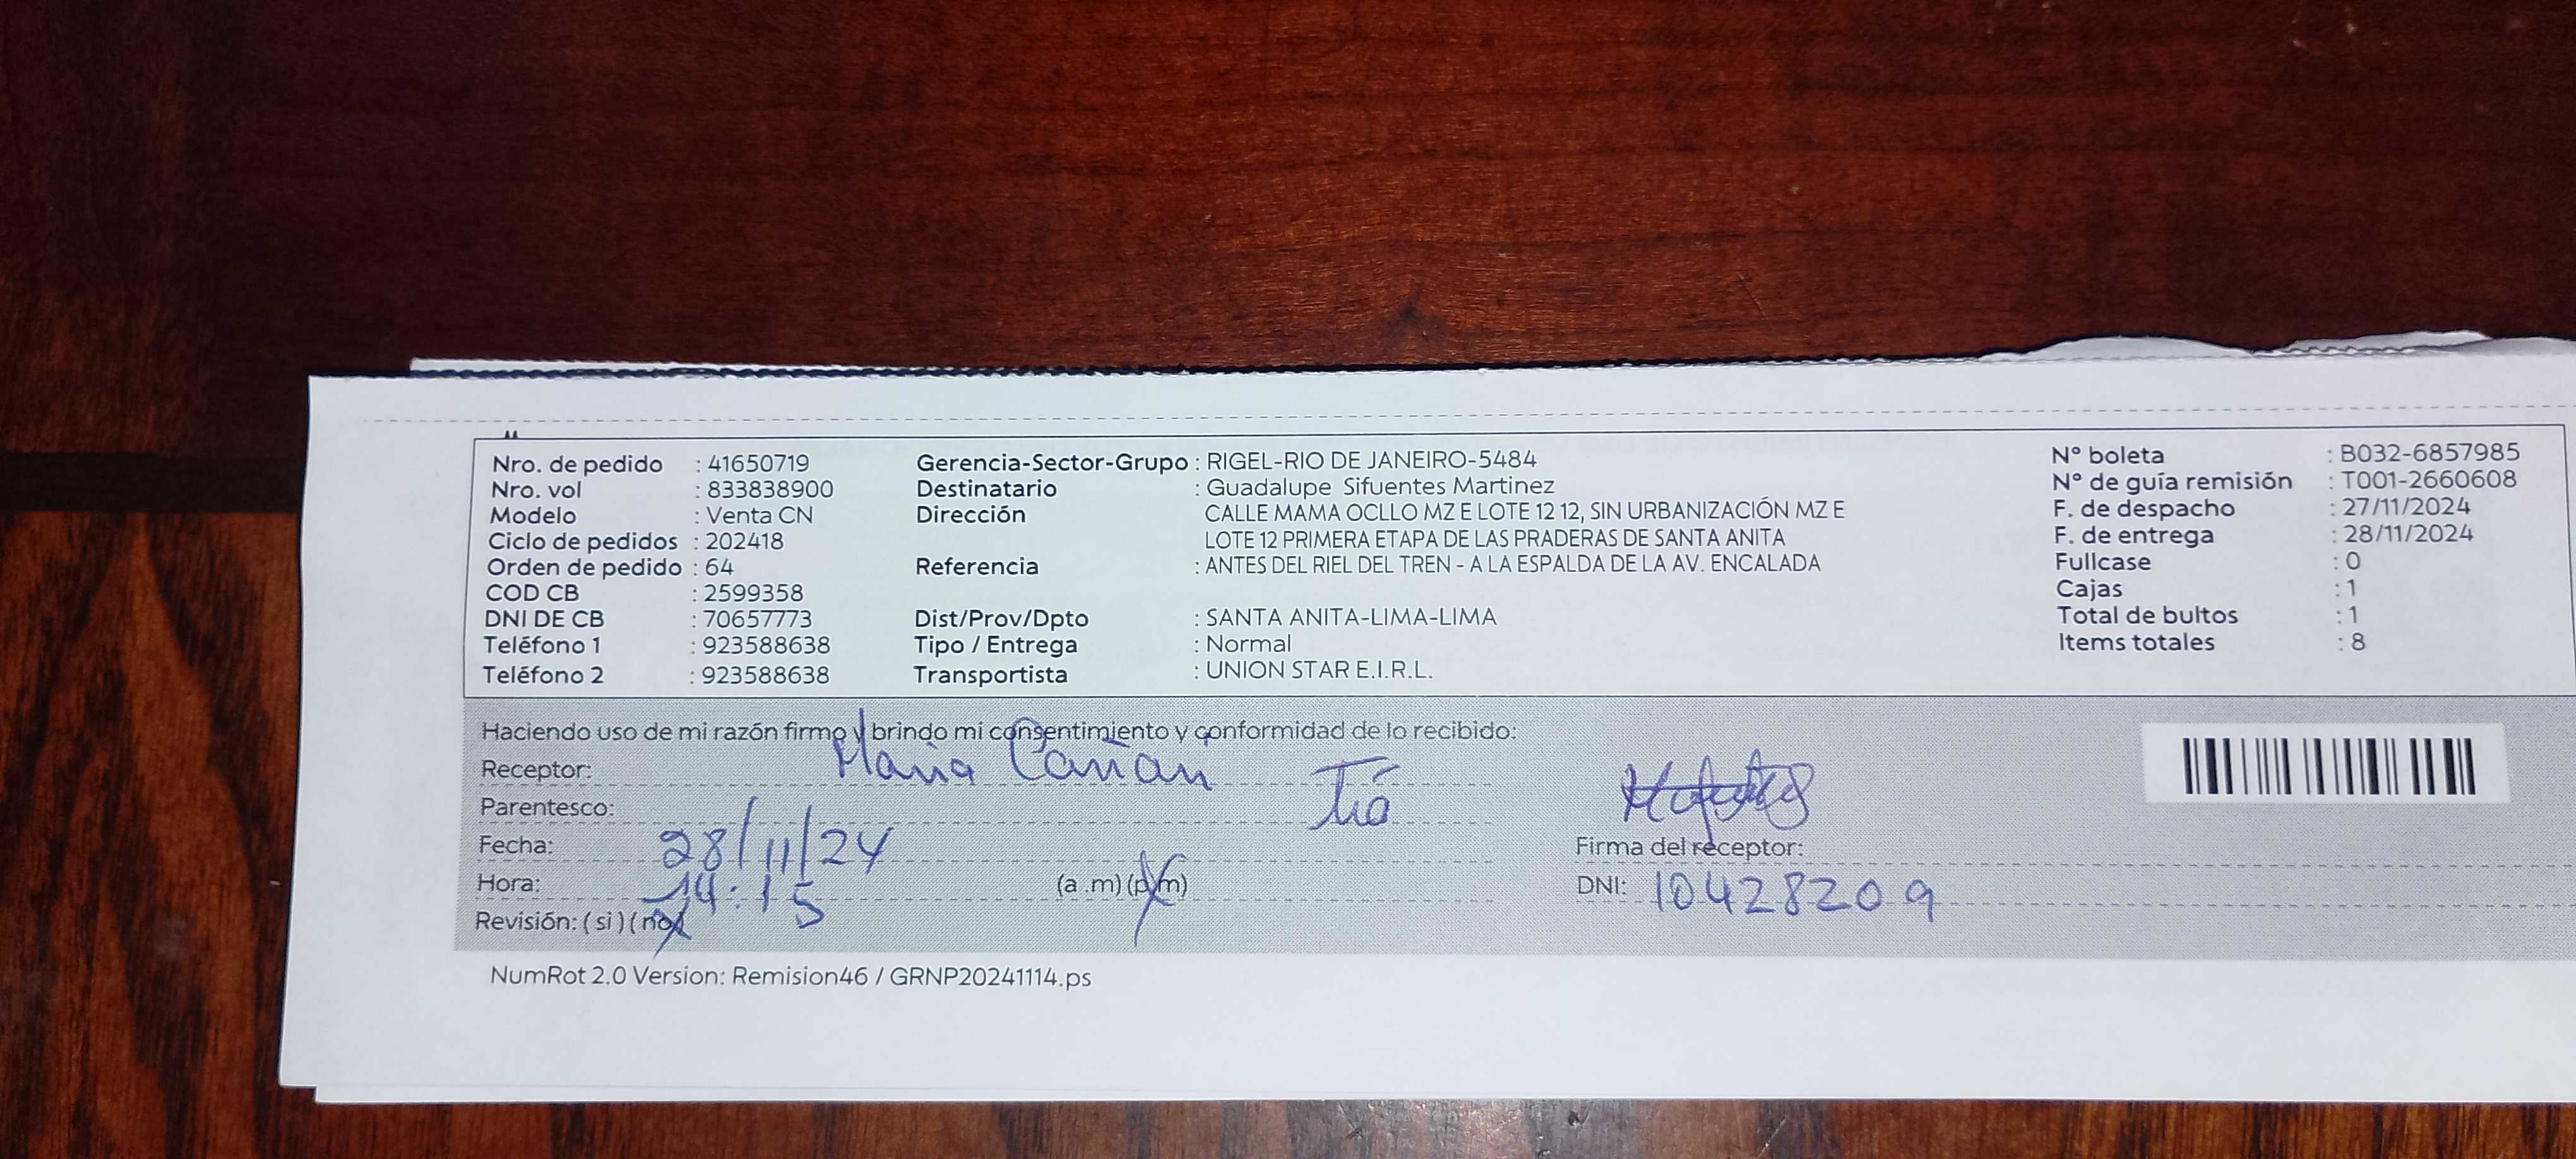 Nro. de pedido : 41650719 Gerencia-Sector-Grupo : RIGEL-RIO DE JANEIRO-5484 N° boleta : B032-6857985
Nro. vol : 833838900 Destinatario : Guadalupe Sifuentes Martinez N° de guía remisión : T001-2660608
Modelo : Venta CN Dirección CALLE MAMA OCLLO MZ E LOTE 12 12, SIN URBANIZACIÓN MZ E F. de despacho : 27/11/2024
Ciclo de pedidos : 202418 LOTE 12 PRIMERA ETAPA DE LAS PRADERAS DE SANTA ANITA F. de entrega : 28/11/2024
Orden de pedido : 64 Referencia : ANTES DEL RIEL DEL TREN - A LA ESPALDA DE LA AV. ENCALADA Fullcase : 0
COD CB : 2599358 Cajas : 1
DNI DE CB : 70657773 Dist/Prov/Dpto : SANTA ANITA-LIMA-LIMA Total de bultos : 1
Teléfono 1 : 923588638 Tipo / Entrega : Normal Items totales : 8
Teléfono 2 : 923588638 Transportista : UNION STAR E.I.R.L.
Haciendo uso de mi razón firmo y brindo mi consentimiento y conformidad de lo recibido:
Receptor: Maria Cañari
Parentesco: Tía
Fecha: 28/11/24 Firma del receptor:
Hora: 14:15 (a .m) (p.m) DNI: 10428209
Revisión: ( si ) ( no )
NumRot 2.0 Version: Remision46 / GRNP20241114.ps